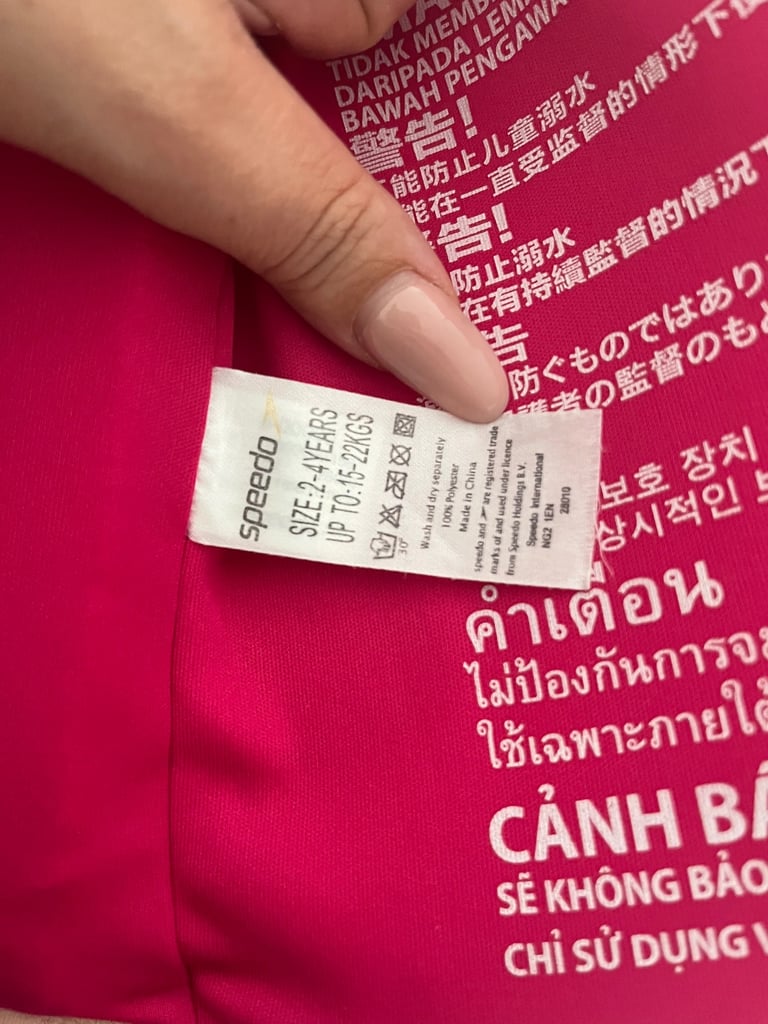 TIDAK MEMB
DARIPADA LEM
BAWAH PENGAWA
警告!
能防止儿童溺水
能在一直受监督的情形下
告!
防止溺水
在有持續監督的情況下
告
防ぐものではあり
護者の監督のもと
보호 장치
상시적인
คำเตือน
ไม่ป้องกันการจ
ใช้เฉพาะภายใต้
CẢNH B
SẼ KHÔNG BẢO
CHỈ SỬ DỤNG
speedo
SIZE:2-4YEARS
UP TO:15-22KGS
30°
Wash and dry separately
100% Polyester
Made in China
speedo and are registered trade
marks of and used under licence
from Speedo Holdings B.V.
Speedo International
NG2 1EN
28010